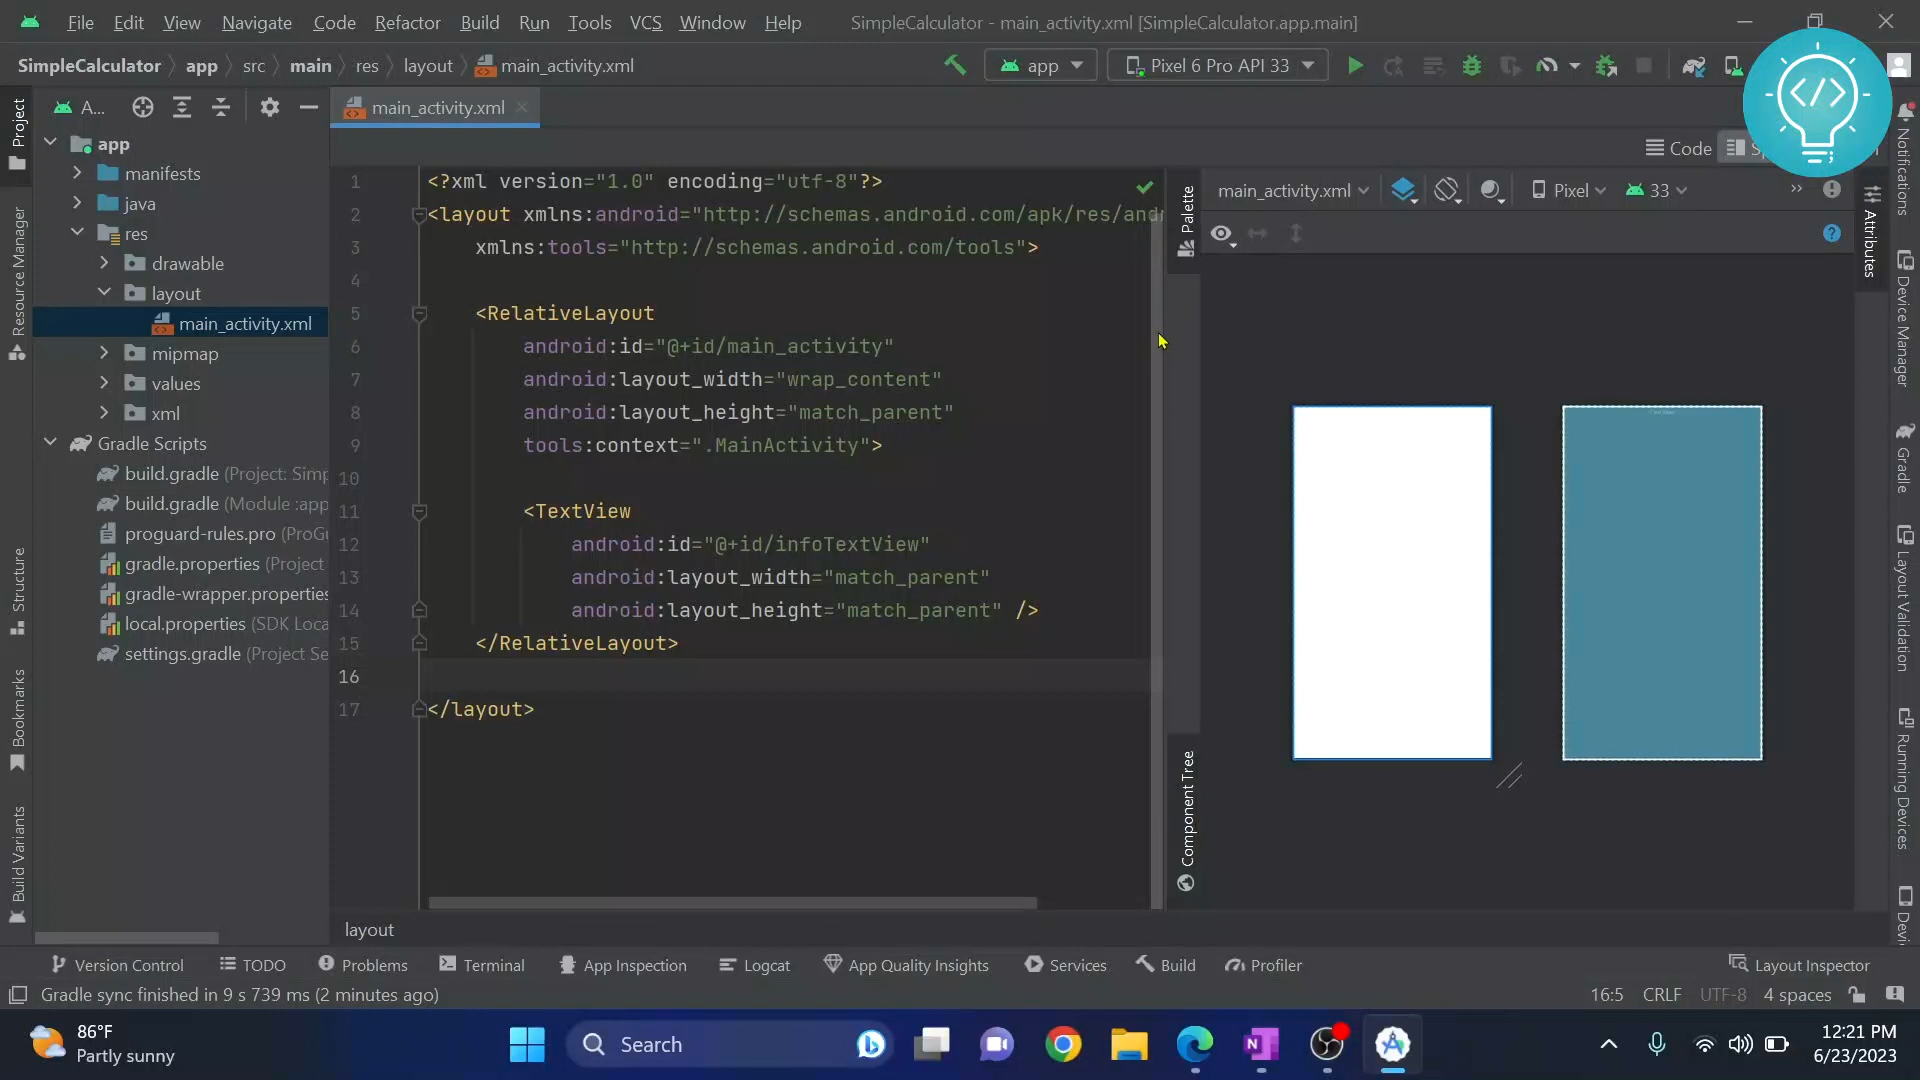 File Edit View Navigate Code Refactor Build Run Tools VCS Window Help SimpleCalculator - main_activity.xml [SimpleCalculator.app.main]
SimpleCalculator app src main res layout main_activity.xml app Pixel 6 Pro API 33
A... main_activity.xml
Code
Project
Resource Manager
Structure
Bookmarks
Build Variants
app
manifests
java
res
drawable
layout
main_activity.xml
mipmap
values
xml
Gradle Scripts
build.gradle (Project: Simp
build.gradle (Module :app
proguard-rules.pro (ProGu
gradle.properties (Project
gradle-wrapper.properties
local.properties (SDK Loca
settings.gradle (Project Se
1 <?xml version="1.0" encoding="utf-8"?>
2 <layout xmlns:android="http://schemas.android.com/apk/res/andr
3 xmlns:tools="http://schemas.android.com/tools">
4
5 <RelativeLayout
6 android:id="@+id/main_activity"
7 android:layout_width="wrap_content"
8 android:layout_height="match_parent"
9 tools:context=".MainActivity">
10
11 <TextView
12 android:id="@+id/infoTextView"
13 android:layout_width="match_parent"
14 android:layout_height="match_parent" />
15 </RelativeLayout>
16
17 </layout>
layout
Palette
Component Tree
main_activity.xml Pixel 33
Attributes
Notifications
Device Manager
Gradle
Layout Validation
Running Devices
Devi
Version Control TODO Problems Terminal App Inspection Logcat App Quality Insights Services Build Profiler Layout Inspector
Gradle sync finished in 9 s 739 ms (2 minutes ago) 16:5 CRLF UTF-8 4 spaces
86°F
Partly sunny
Search
12:21 PM
6/23/2023